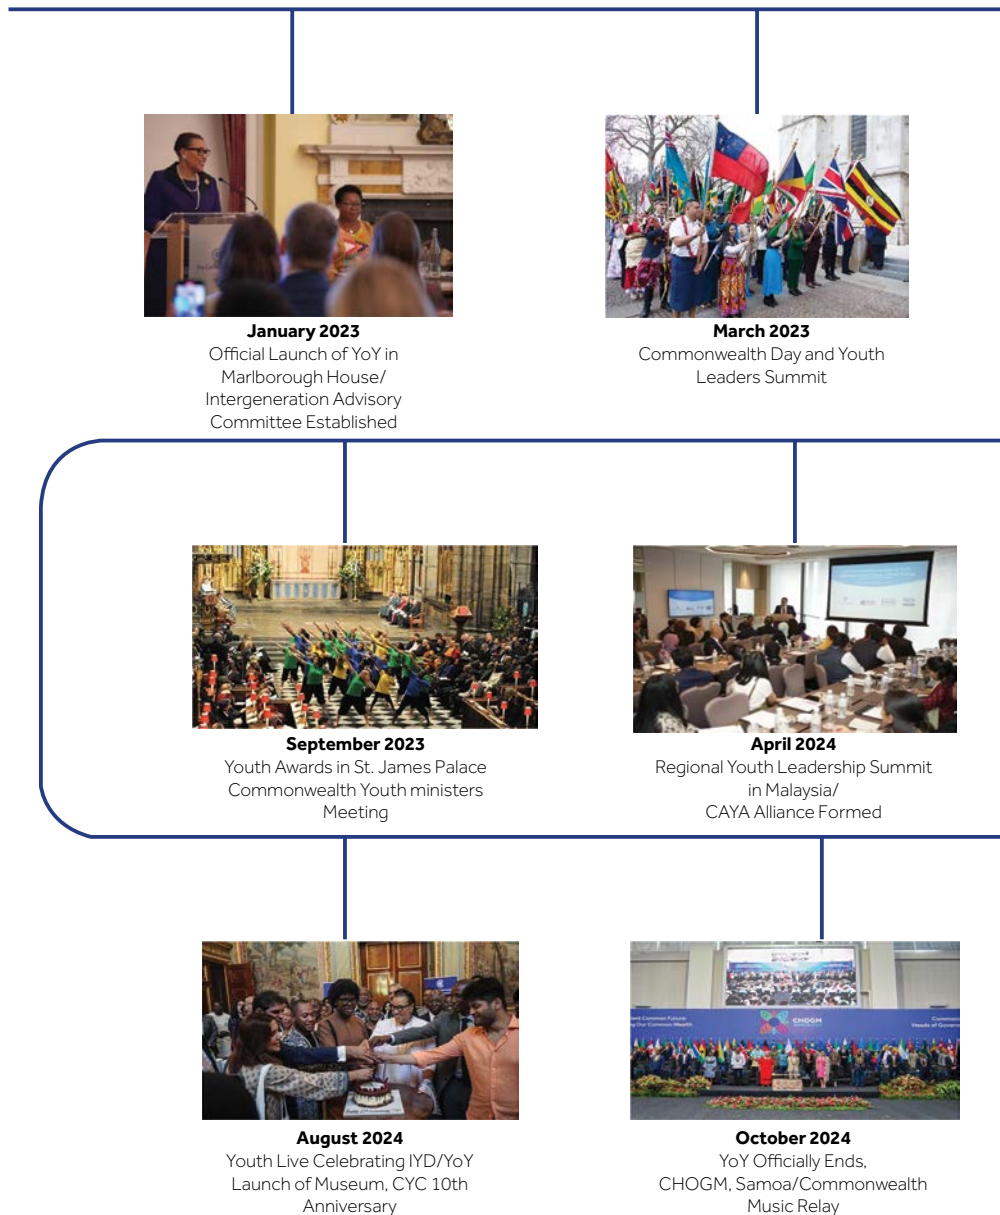 January 2023
Official Launch of YoY in
Marlborough House/
Intergeneration Advisory
Committee Established
March 2023
Commonwealth Day and Youth
Leaders Summit
September 2023
Youth Awards in St. James Palace
Commonwealth Youth ministers
Meeting
April 2024
Regional Youth Leadership Summit
in Malaysia/
CAYA Alliance Formed
CHOGM
August 2024
Youth Live Celebrating IYD/YoY
Launch of Museum, CYC 10th
Anniversary
October 2024
YoY Officially Ends,
CHOGM, Samoa/Commonwealth
Music Relay